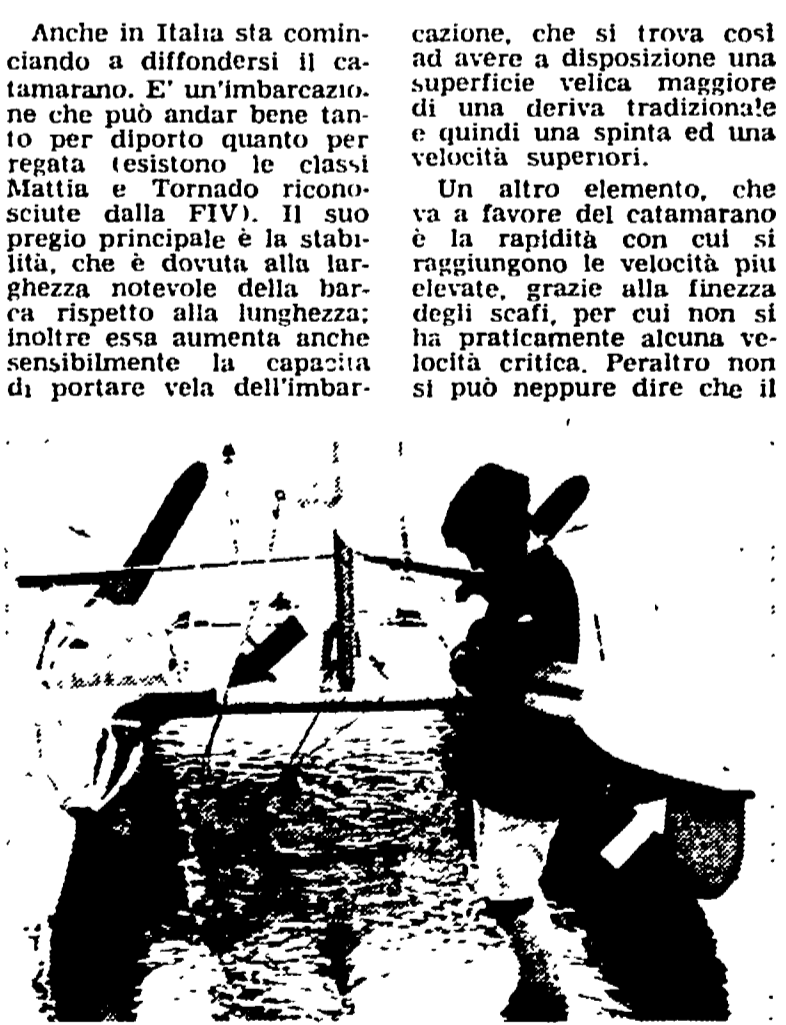 Anche in Italia sta comin-
ciando a diffondersi il ca-
tamarano. E' un'imbarcazio-
ne che può andar bene tan-
to per diporto quanto per
regata (esistono le classi
Mattia e Tornado ricono-
sciute dalla FIV). Il suo
pregio principale è la stabi-
lità, che è dovuta alla lar-
ghezza notevole della bar-
ca rispetto alla lunghezza;
inoltre essa aumenta anche
sensibilmente la capacità
di portare vela dell'imbar-
cazione, che si trova così
ad avere a disposizione una
superficie velica maggiore
di una deriva tradizionale
e quindi una spinta ed una
velocità superiori.
Un altro elemento, che
va a favore del catamarano
è la rapidità con cui si
raggiungono le velocità più
elevate, grazie alla finezza
degli scafi, per cui non si
ha praticamente alcuna ve-
locità critica. Peraltro non
si può neppure dire che il